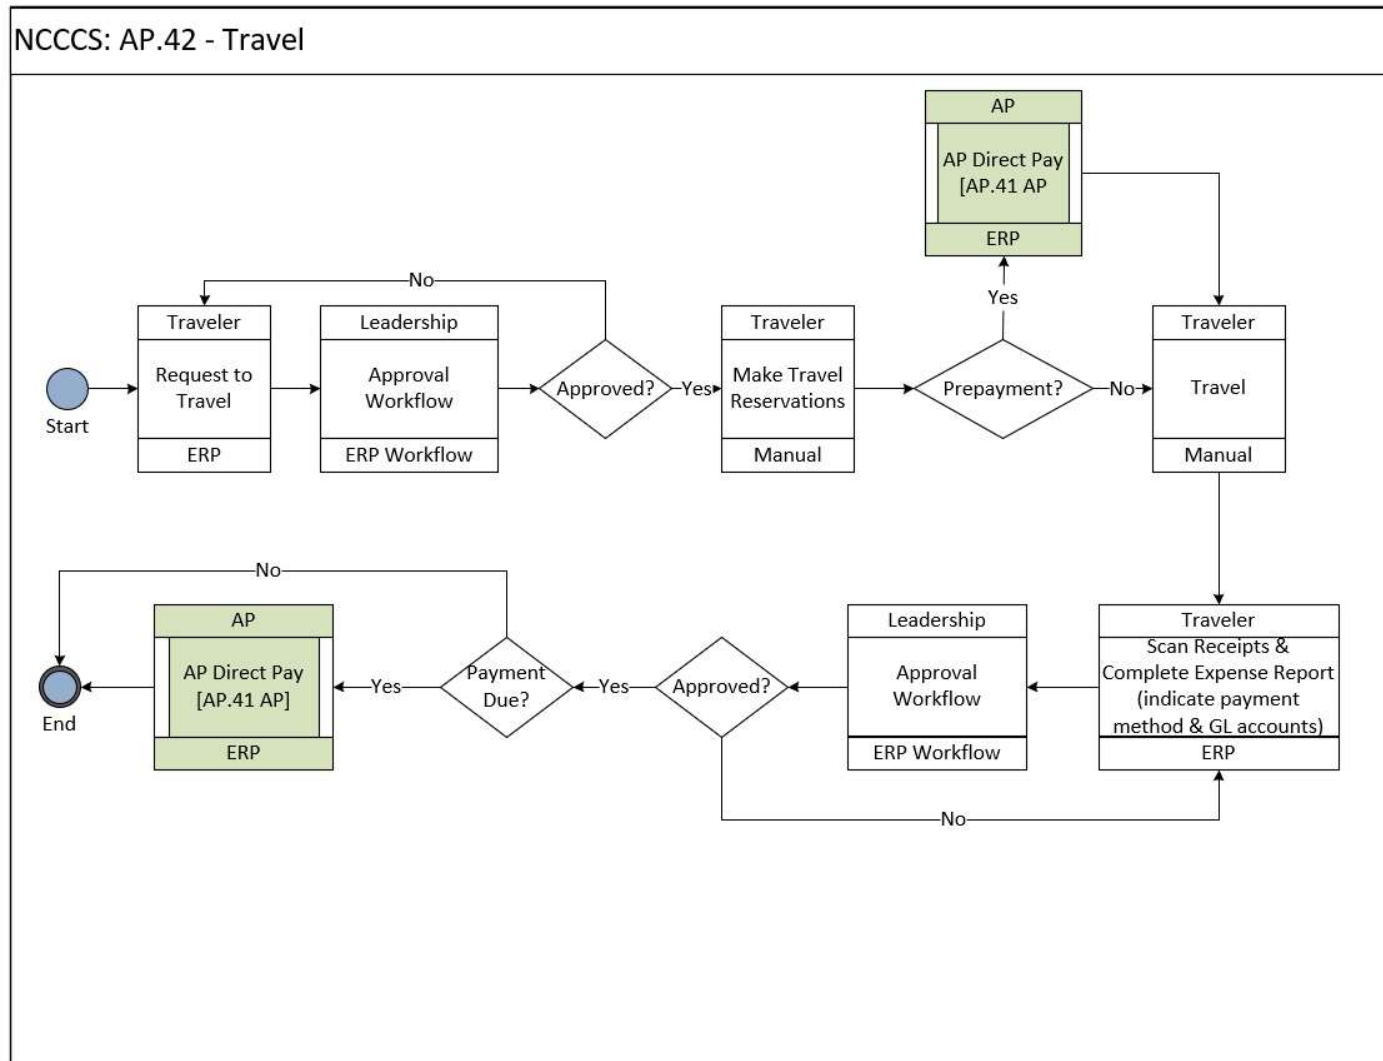 NCCCS: AP.42 - Travel
AP
AP Direct Pay
[AP.41 AP
ERP
No
Yes
Traveler
Request to
Travel
ERP
Leadership
Approval
Workflow
ERP Workflow
Approved?
Yes
Traveler
Make Travel
Reservations
Manual
Prepayment?
No
Traveler
Travel
Manual
Start
No
AP
AP Direct Pay
[AP.41 AP]
ERP
End
Yes
Payment
Due?
Yes
Approved?
Leadership
Approval
Workflow
ERP Workflow
Traveler
Scan Receipts &
Complete Expense Report
(indicate payment
method & GL accounts)
ERP
No